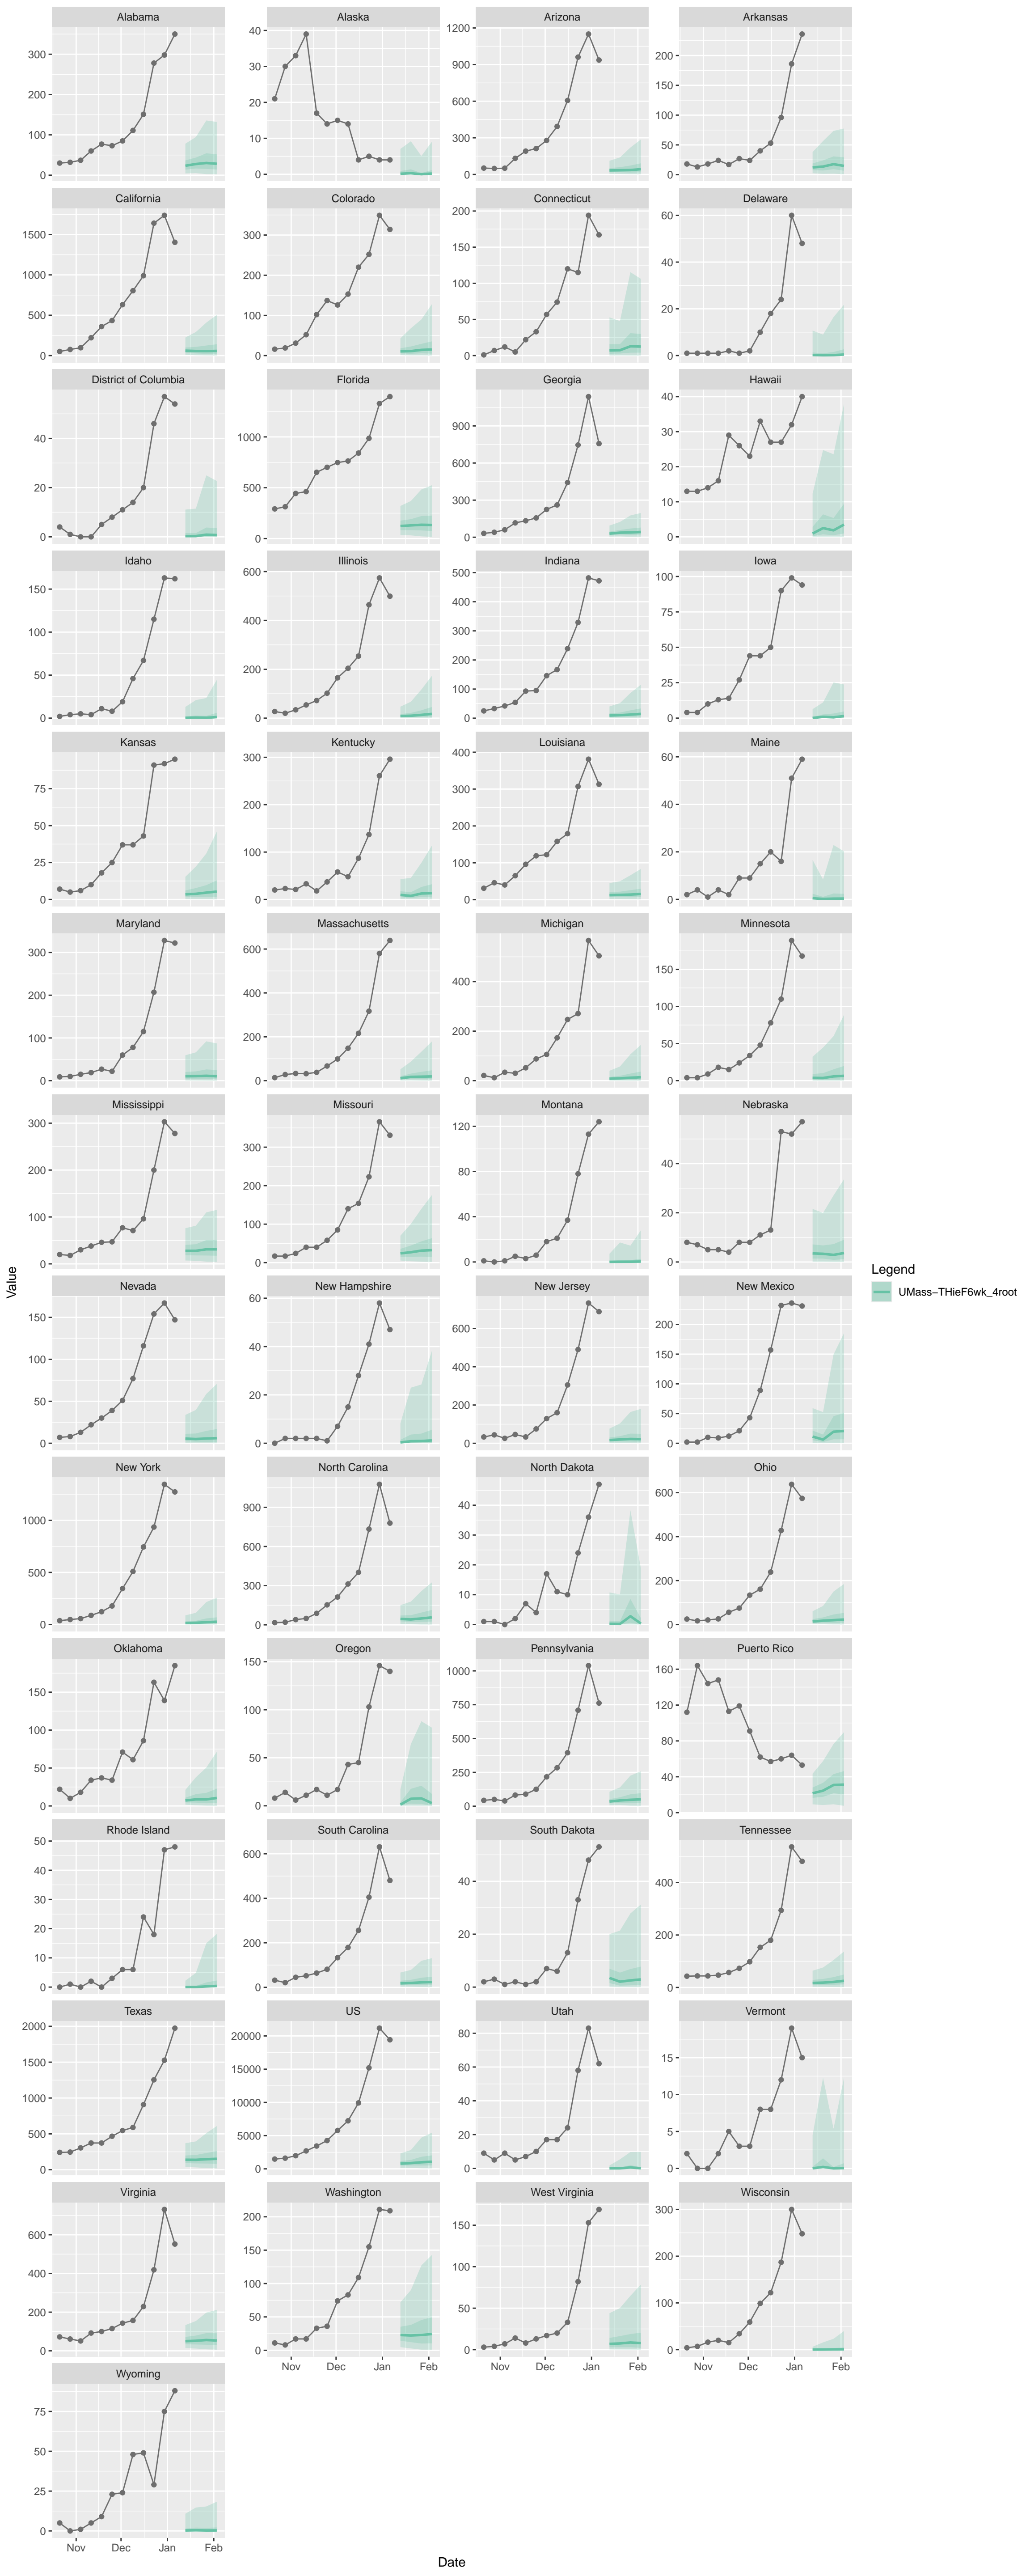 Alabama Alaska Arizona Arkansas
300 200 100 0
40 30 20 10 0
1200 900 600 300 0
200 150 100 50 0
California Colorado Connecticut Delaware
1500 1000 500 0
300 200 100 0
200 150 100 50 0
60 40 20 0
District of Columbia Florida Georgia Hawaii
40 20 0
1000 500 0
900 600 300 0
40 30 20 10 0
Idaho Illinois Indiana Iowa
150 100 50 0
600 400 200 0
500 400 300 200 100 0
100 75 50 25 0
Kansas Kentucky Louisiana Maine
75 50 25 0
300 200 100 0
400 300 200 100 0
60 40 20 0
Maryland Massachusetts Michigan Minnesota
300 200 100 0
600 400 200 0
400 200 0
150 100 50 0
Mississippi Missouri Montana Nebraska
300 200 100 0
300 200 100 0
120 80 40 0
40 20 0
Value
Legend
UMass−THieF6wk_4root
Nevada New Hampshire New Jersey New Mexico
150 100 50 0
60 40 20 0
600 400 200 0
200 150 100 50 0
New York North Carolina North Dakota Ohio
1000 500 0
900 600 300 0
40 30 20 10 0
600 400 200 0
Oklahoma Oregon Pennsylvania Puerto Rico
150 100 50 0
150 100 50 0
1000 750 500 250 0
160 120 80 40 0
Rhode Island South Carolina South Dakota Tennessee
50 40 30 20 10 0
600 400 200 0
40 20 0
400 200 0
Texas US Utah Vermont
2000 1500 1000 500 0
20000 15000 10000 5000 0
80 60 40 20 0
15 10 5 0
Virginia Washington West Virginia Wisconsin
600 400 200 0
200 150 100 50 0
150 100 50 0
300 200 100 0
Nov Dec Jan Feb Nov Dec Jan Feb Nov Dec Jan Feb
Wyoming
75 50 25 0
Nov Dec Jan Feb
Date